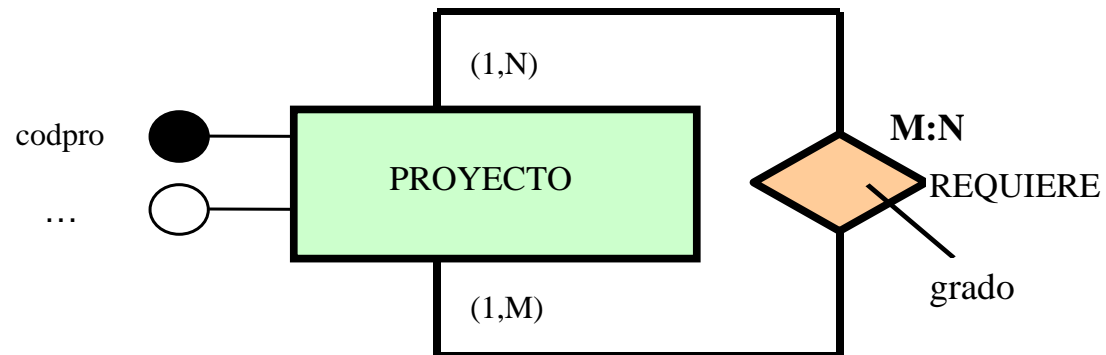 (1,N)
codpro
M:N
PROYECTO
REQUIERE
…
(1,M)
grado